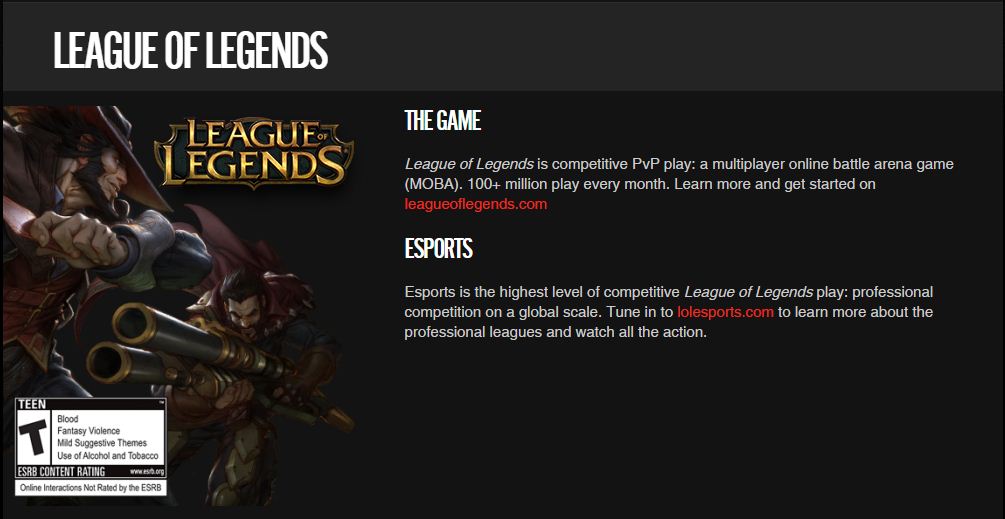 LEAGUE OF LEGENDS
LEAGUE OF
LEGENDS
THE GAME
League of Legends is competitive PvP play: a multiplayer online battle arena game
(MOBA). 100+ million play every month. Learn more and get started on
leagueoflegends.com
ESPORTS
Esports is the highest level of competitive League of Legends play: professional
competition on a global scale. Tune in to lolesports.com to learn more about the
professional leagues and watch all the action.
TEEN ™
T
Blood
Fantasy Violence
Mild Suggestive Themes
Use of Alcohol and Tobacco
ESRB CONTENT RATING www.esrb.org
Online Interactions Not Rated by the ESRB